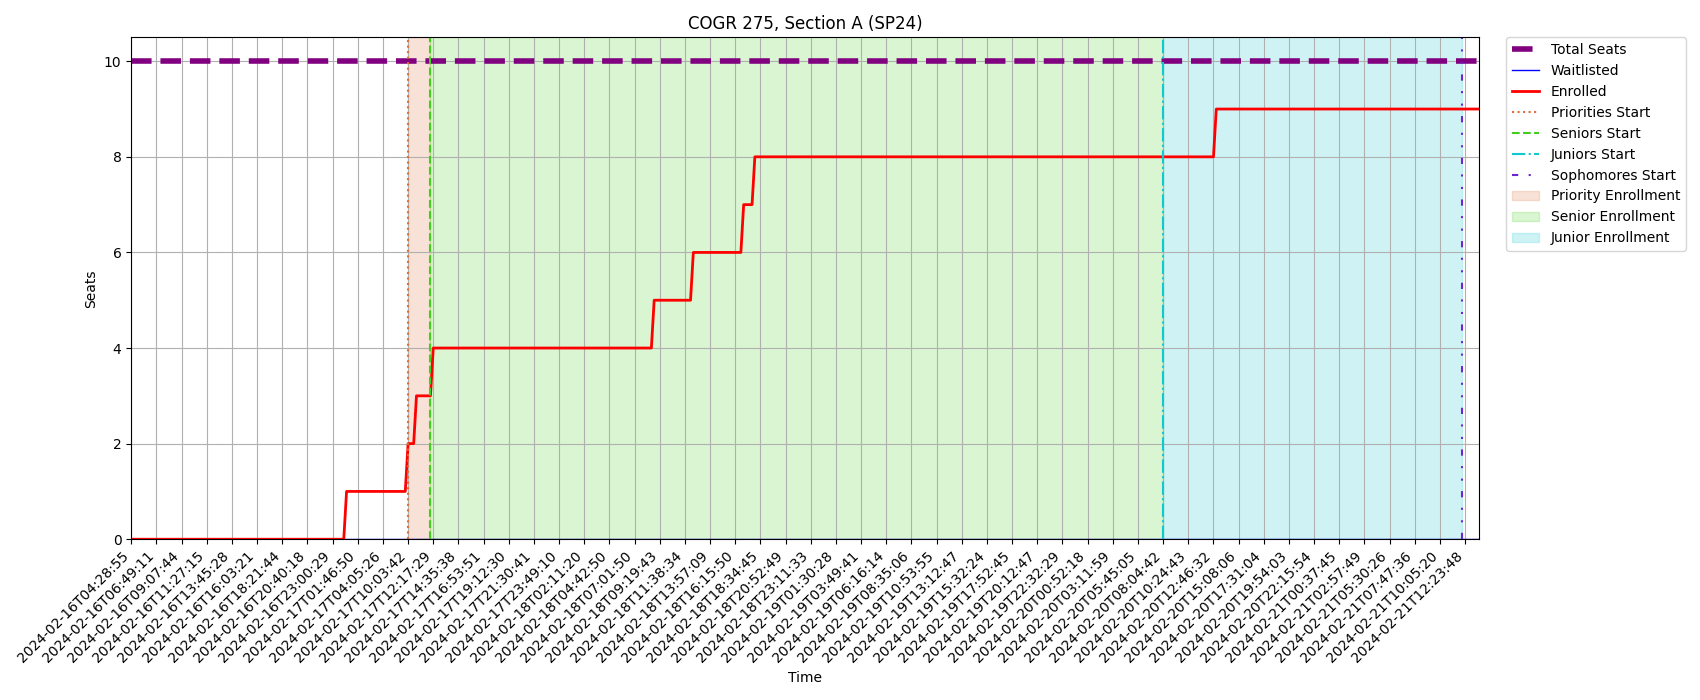 COGR 275, Section A (SP24)
10
8
6
4
2
0
Seats
2024-02-16T04:28:55
2024-02-16T06:49:11
2024-02-16T09:07:44
2024-02-16T11:27:15
2024-02-16T13:45:28
2024-02-16T16:03:21
2024-02-16T18:21:44
2024-02-16T20:40:18
2024-02-16T23:00:29
2024-02-17T01:46:50
2024-02-17T04:05:26
2024-02-17T10:03:42
2024-02-17T12:17:29
2024-02-17T14:35:38
2024-02-17T16:53:51
2024-02-17T19:12:30
2024-02-17T21:30:41
2024-02-17T23:49:10
2024-02-18T02:11:20
2024-02-18T04:42:50
2024-02-18T07:01:50
2024-02-18T09:19:43
2024-02-18T11:38:34
2024-02-18T13:57:09
2024-02-18T16:15:50
2024-02-18T18:34:45
2024-02-18T20:52:49
2024-02-18T23:11:33
2024-02-19T01:30:28
2024-02-19T03:49:41
2024-02-19T06:16:14
2024-02-19T08:35:06
2024-02-19T10:53:55
2024-02-19T13:12:47
2024-02-19T15:32:24
2024-02-19T17:52:45
2024-02-19T20:12:47
2024-02-19T22:32:29
2024-02-20T00:52:18
2024-02-20T03:11:59
2024-02-20T05:45:05
2024-02-20T08:04:42
2024-02-20T10:24:43
2024-02-20T12:46:32
2024-02-20T15:08:06
2024-02-20T17:31:04
2024-02-20T19:54:03
2024-02-20T22:15:54
2024-02-21T00:37:45
2024-02-21T02:57:49
2024-02-21T05:30:26
2024-02-21T07:47:36
2024-02-21T10:05:20
2024-02-21T12:23:48
Time
Total Seats
Waitlisted
Enrolled
Priorities Start
Seniors Start
Juniors Start
Sophomores Start
Priority Enrollment
Senior Enrollment
Junior Enrollment